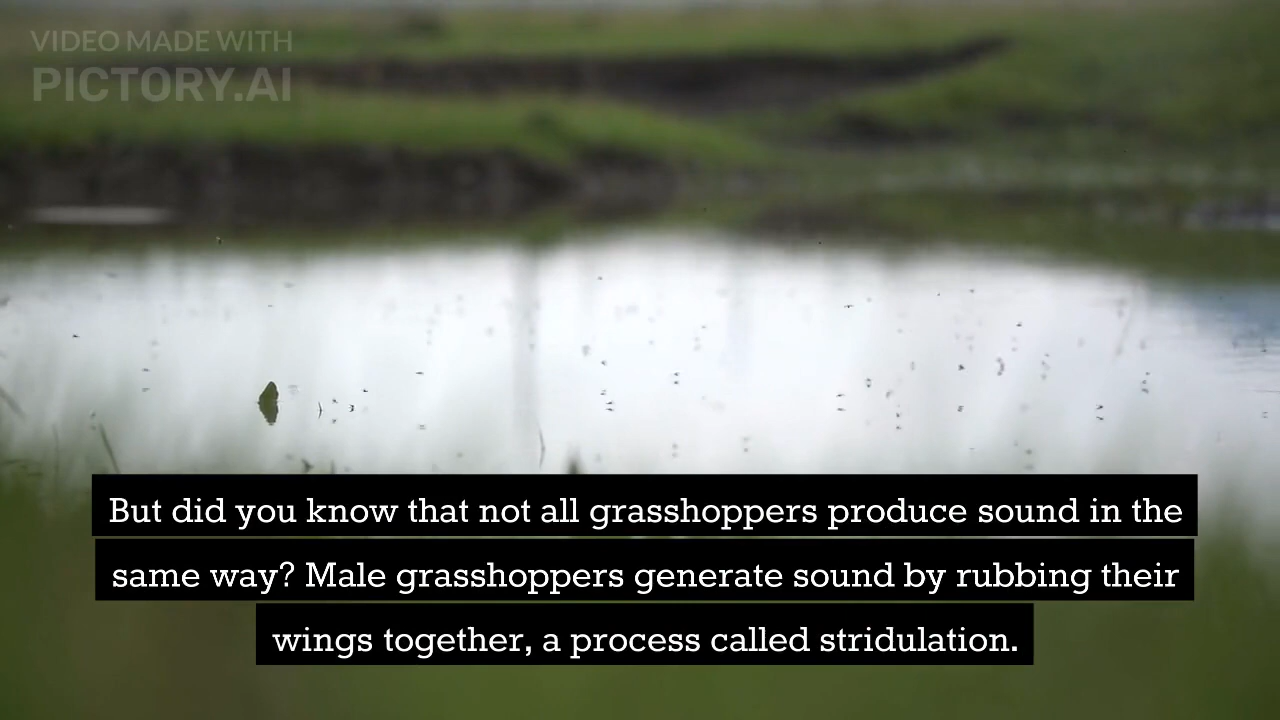 VIDEO MADE WITH
PICTORY.AI
But did you know that not all grasshoppers produce sound in the
same way? Male grasshoppers generate sound by rubbing their
wings together, a process called stridulation.